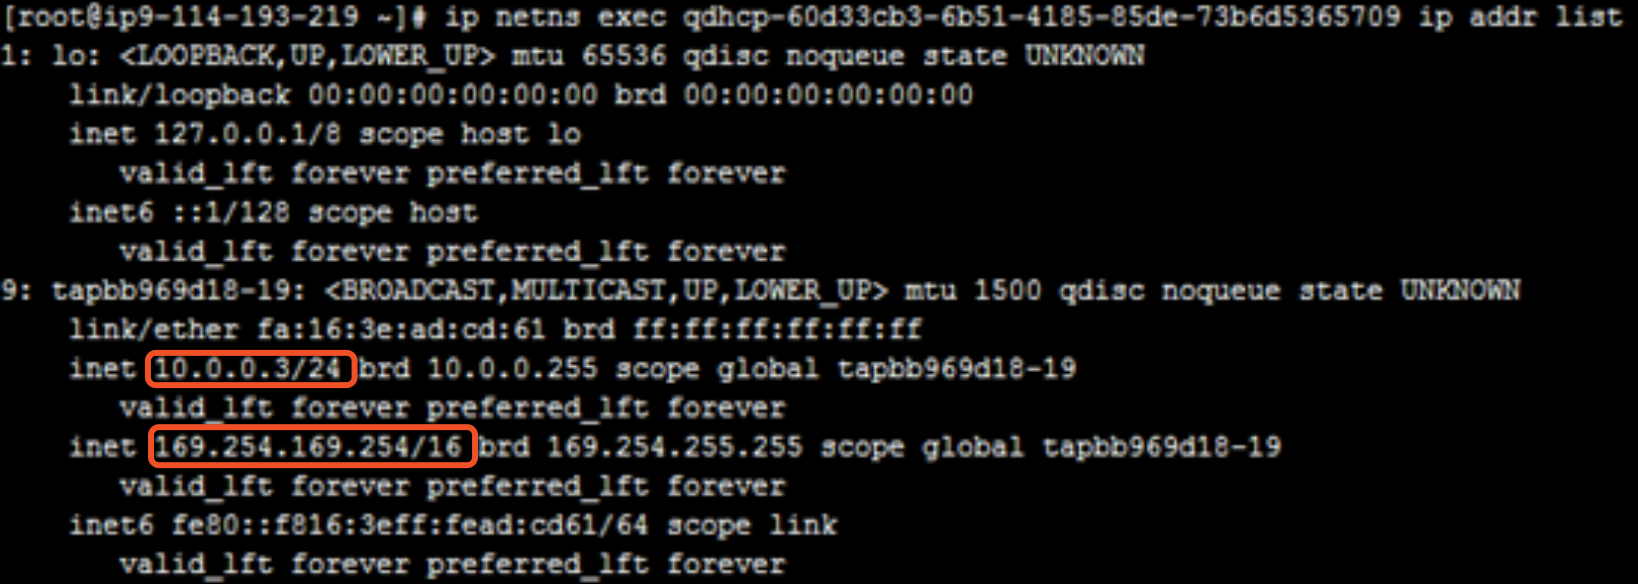 [root@ip9-114-193-219 ~]# ip netns exec qdhcp-60d33cb3-6b51-4185-85de-73b6d5365709 ip addr list
1: lo: <LOOPBACK,UP,LOWER_UP> mtu 65536 qdisc noqueue state UNKNOWN
link/loopback 00:00:00:00:00:00 brd 00:00:00:00:00:00
inet 127.0.0.1/8 scope host lo
valid_lft forever preferred_lft forever
inet6 ::1/128 scope host
valid_lft forever preferred_lft forever
9: tapbb969d18-19: <BROADCAST,MULTICAST,UP,LOWER_UP> mtu 1500 qdisc noqueue state UNKNOWN
link/ether fa:16:3e:ad:cd:61 brd ff:ff:ff:ff:ff:ff
inet 10.0.0.3/24 brd 10.0.0.255 scope global tapbb969d18-19
valid_lft forever preferred_lft forever
inet 169.254.169.254/16 brd 169.254.255.255 scope global tapbb969d18-19
valid_lft forever preferred_lft forever
inet6 fe80::f816:3eff:fead:cd61/64 scope link
valid_lft forever preferred_lft forever